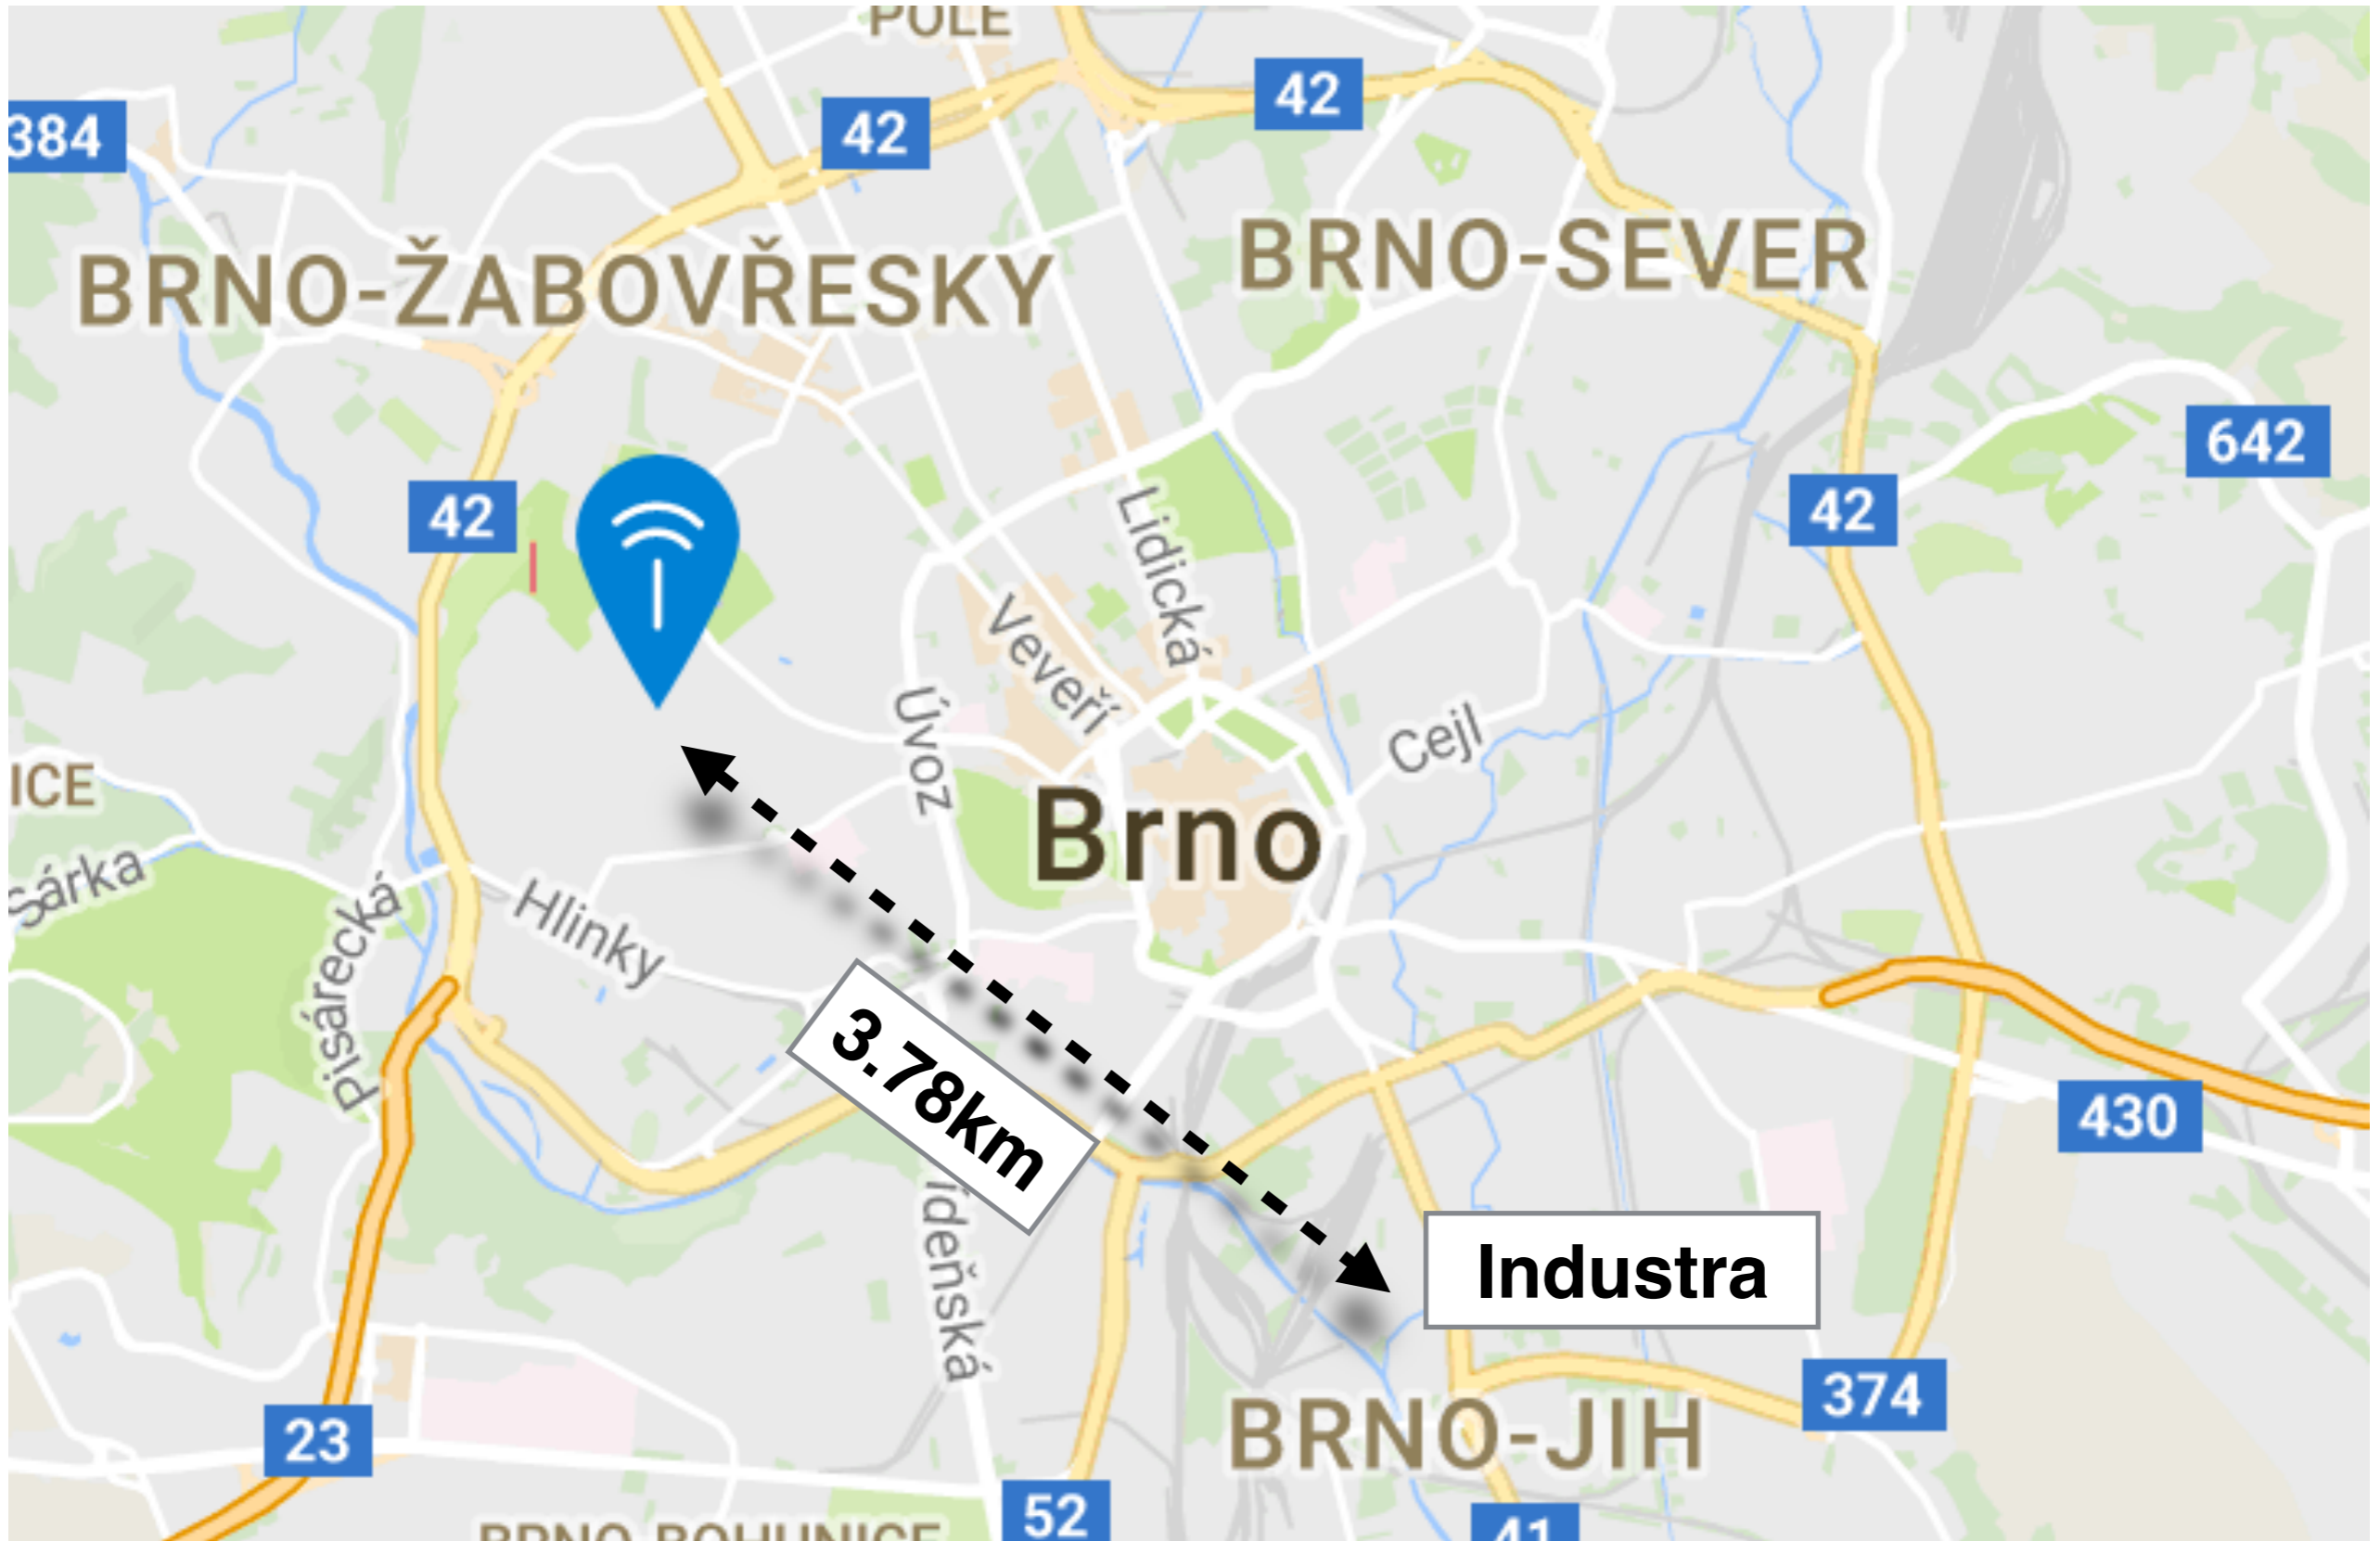 POLE
42
42
384
BRNO-ŽABOVŘESKY
BRNO-SEVER
642
42
42
Lidická
Veveří
Úvoz
Cejl
ICE
Brno
Hlinky
Pisárecká
3.78km
430
Industra
ídeňská
374
BRNO-JIH
23
52
41